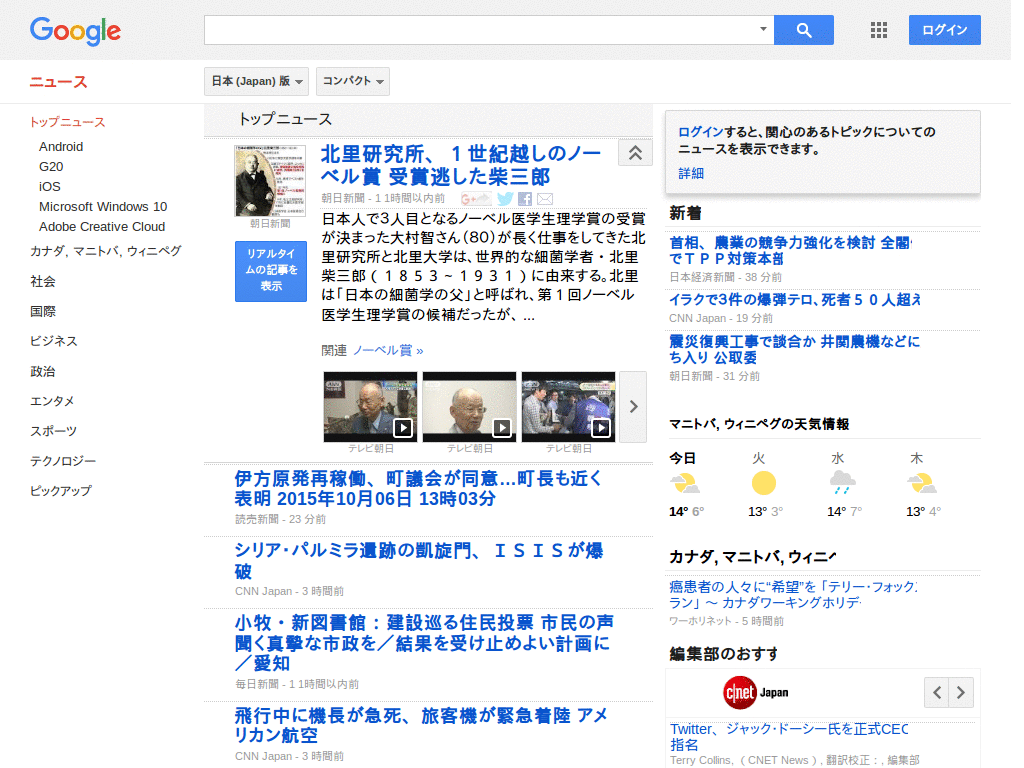 Google
ログイン
ニュース
日本 (Japan) 版
コンパクト
トップニュース
Android
G20
iOS
Microsoft Windows 10
Adobe Creative Cloud
カナダ, マニトバ, ウィニペグ
社会
国際
ビジネス
政治
エンタメ
スポーツ
テクノロジー
ピックアップ
トップニュース
朝日新聞
リアルタイ
ムの記事を
表示
北里研究所、１世紀越しのノー
ベル賞 受賞逃した柴三郎
朝日新聞 - 1 1時間以内前
日本人で3人目となるノーベル医学生理学賞の受賞
が決まった大村智さん（80）が長く仕事をしてきた北
里研究所と北里大学は、世界的な細菌学者・北里
柴三郎（１８５３~１９３１）に由来する。北里
は「日本の細菌学の父」と呼ばれ、第１回ノーベル
医学生理学賞の候補だったが、 ...
関連 ノーベル賞 »
テレビ朝日
テレビ朝日
テレビ朝日
伊方原発再稼働、町議会が同意…町長も近く
表明 2015年10月06日 13時03分
読売新聞 - 23 分前
シリア・パルミラ遺跡の凱旋門、ＩＳＩＳが爆
破
CNN Japan - 3 時間前
小牧・新図書館：建設巡る住民投票 市民の声
聞く真摯な市政を／結果を受け止めよい計画に
／愛知
毎日新聞 - 1 1時間以内前
飛行中に機長が急死、旅客機が緊急着陸 アメ
リカン航空
CNN Japan - 3 時間前
ログインすると、関心のあるトピックについての
ニュースを表示できます。
詳細
新着
首相、農業の競争力強化を検討 全閣
でＴＰＰ対策本部
日本経済新聞 - 38 分前
イラクで3件の爆弾テロ、死者５０人超え
CNN Japan - 19 分前
震災復興工事で談合か 井関農機などに
ち入り 公取委
朝日新聞 - 31 分前
マニトバ, ウィニペグの天気情報
今日 火 水 木
14° 6° 13° 3° 14° 7° 13° 4°
カナダ, マニトバ, ウィニ
癌患者の人々に“希望”を 「テリー・フォック
ラン」 ～ カナダワーキングホリデ
ワーホリネット - 5 時間前
編集部のおすす
c|net Japan
Twitter、ジャック・ドーシー氏を正式CEO
指名
Terry Collins, （CNET News）, 翻訳校正：, 編集部